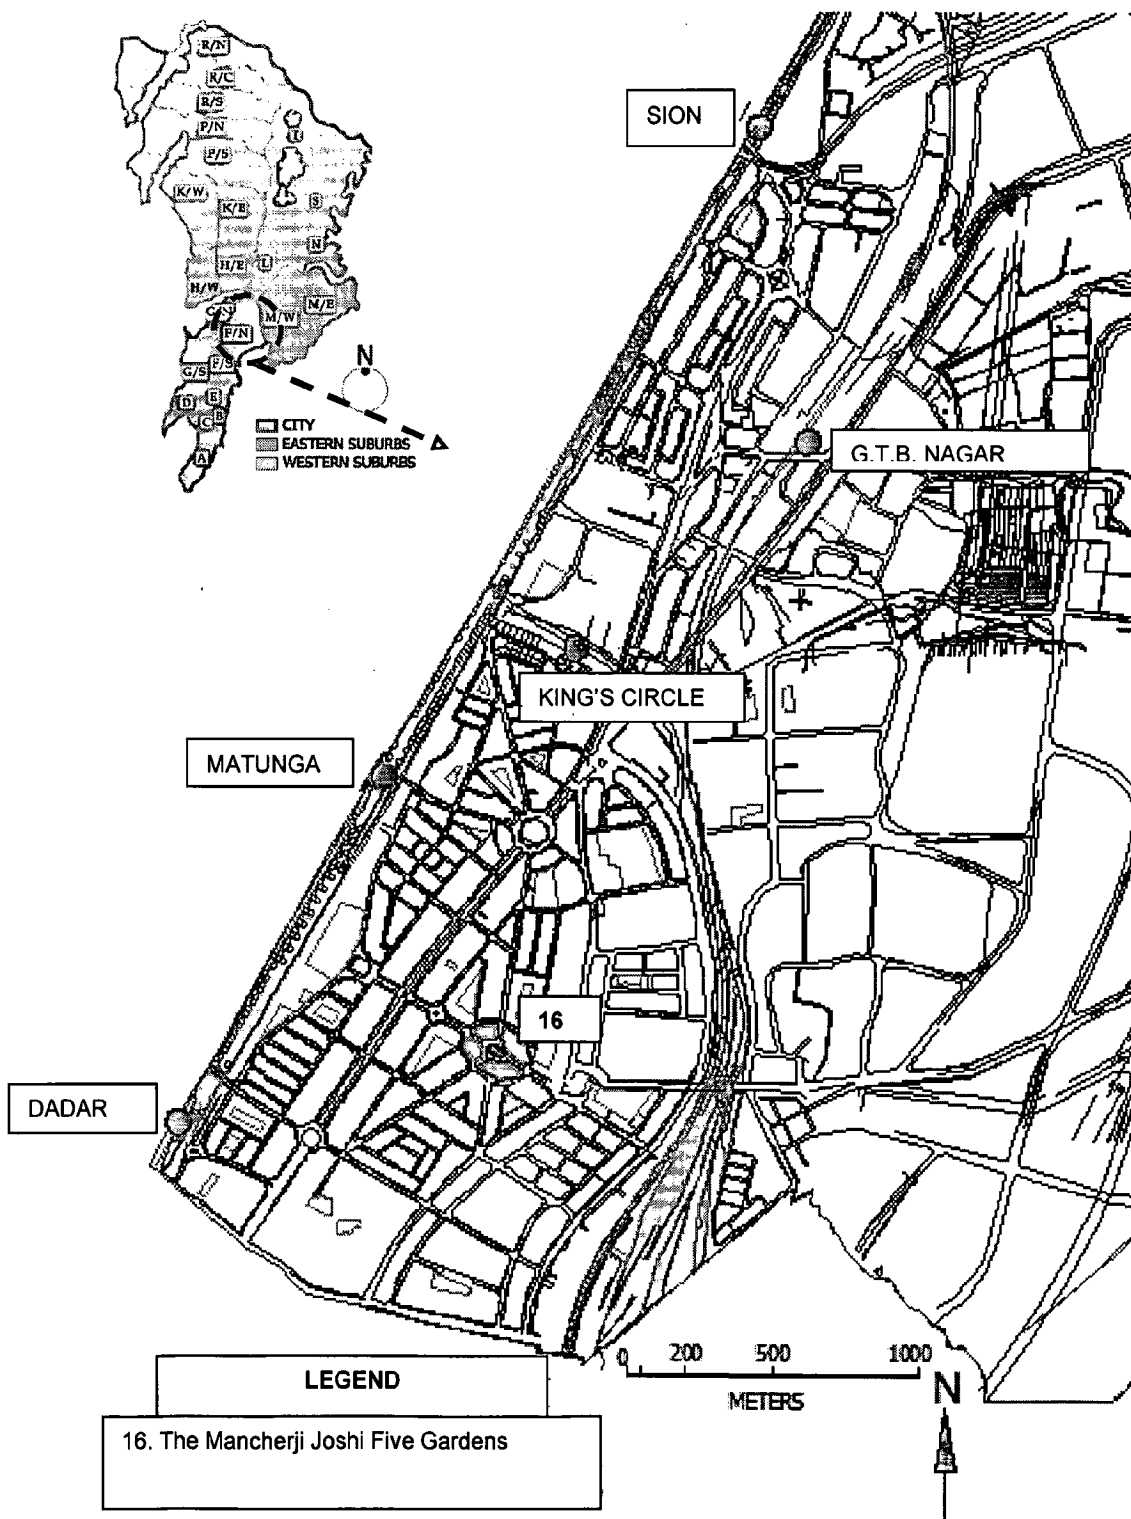 R/N
R/C
R/S
P/N
P/S
T
K/W
K/E
S
N
H/E
L
H/W
M/E
M/W
F/N
F/S
G/S
N
D
E
B
C
A
CITY
EASTERN SUBURBS
WESTERN SUBURBS
SION
G.T.B. NAGAR
KING'S CIRCLE
MATUNGA
16
DADAR
0 200 500 1000
METERS
N
LEGEND
16. The Mancherji Joshi Five Gardens